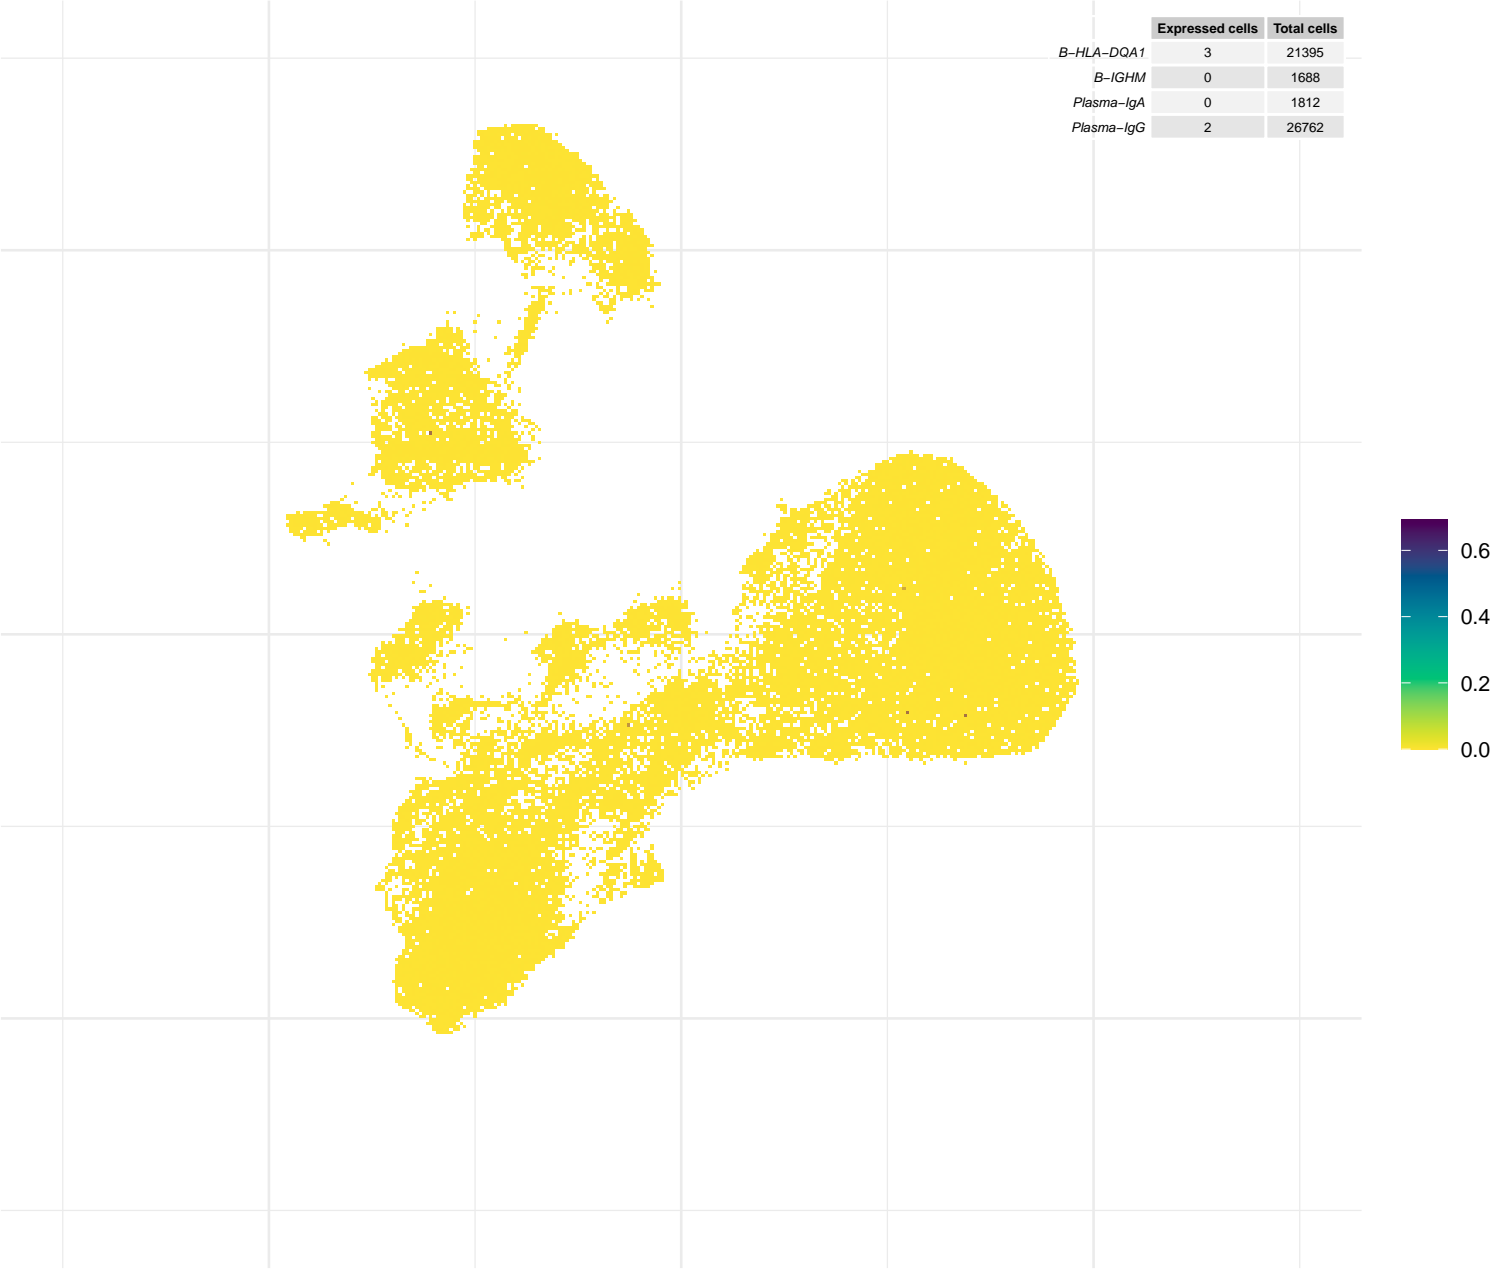 Expressed cells Total cells
B−HLA−DQA1 3 21395
B−IGHM 0 1688
Plasma−IgA 0 1812
Plasma−IgG 2 26762
0.6
0.4
0.2
0.0